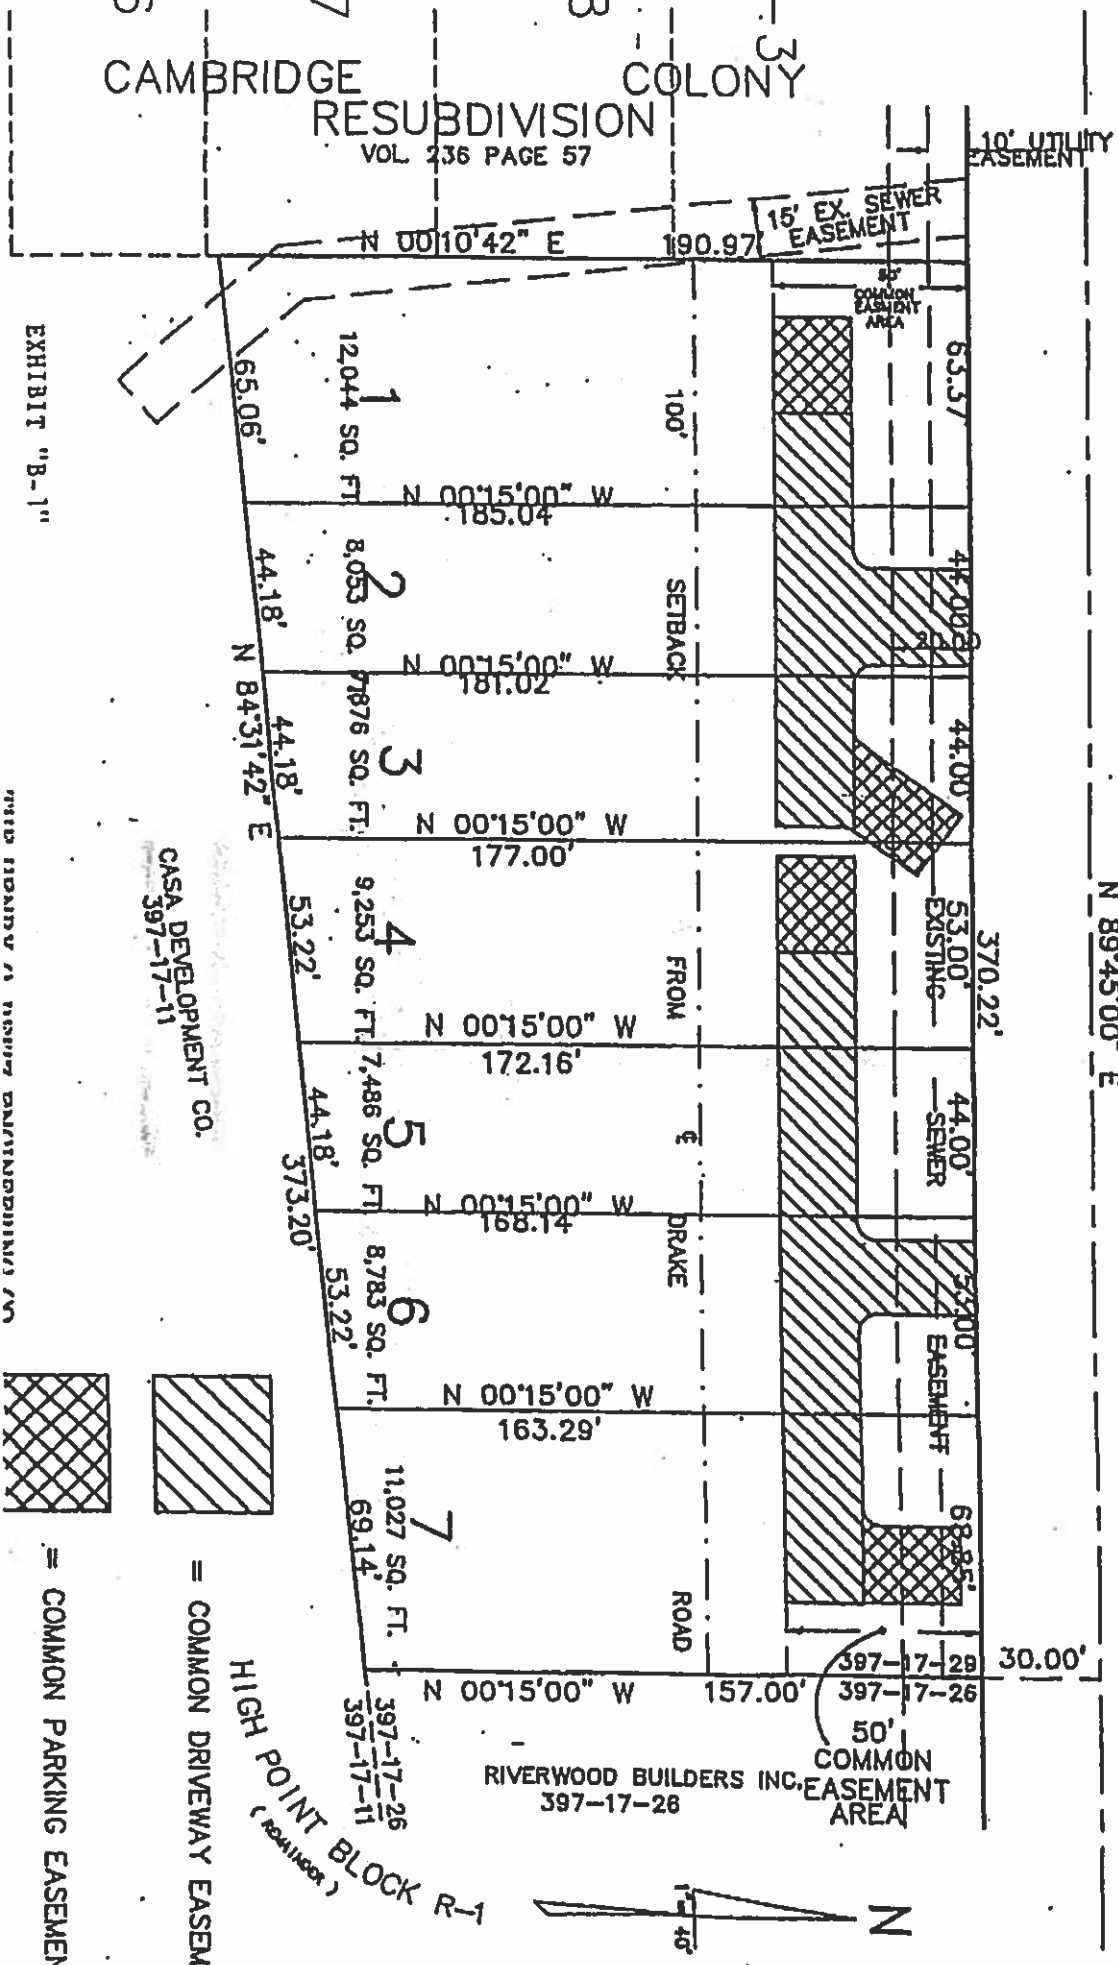 CAMBRIDGE COLONY
RESUBDIVISION
VOL 236 PAGE 57
10' UTILITY
EASEMENT
15' EX. SEWER
EASEMENT
N 00°10'42" E 190.97'
50'
COMMON
EASMENT
AREA
63.37
100'
1
12,044 SQ. FT.
65.06'
EXHIBIT "B-1"
N 00°15'00" W
185.04
44.00
20.00
SETBACK
2
8,053 SQ.
44.18'
N 00°15'00" W
181.02
44.00
3
7,876 SQ. FT.
44.18'
N 84°31'42" E
N 00°15'00" W
177.00'
N 89°45'00" E
370.22'
53.00'
EXISTING
FROM
4
9,253 SQ. FT.
53.22'
CASA DEVELOPMENT CO.
397-17-11
N 00°15'00" W
172.16'
44.00'
SEWER
℄
5
7,486 SQ. FT.
44.18'
373.20'
N 00°15'00" W
168.14
53.00'
EASEMENT
DRAKE
6
8,783 SQ. FT.
53.22'
N 00°15'00" W
163.29'
68.85'
ROAD
7
11,027 SQ. FT.
69.14'
397-17-29
397-17-26
30.00'
N 00°15'00" W 157.00'
50'
COMMON
EASEMENT
AREA
RIVERWOOD BUILDERS INC.
397-17-26
397-17-26
397-17-11
HIGH POINT BLOCK R-1
(REMAINDER)
N
1" = 40'
= COMMON DRIVEWAY EASEM
= COMMON PARKING EASEMEN